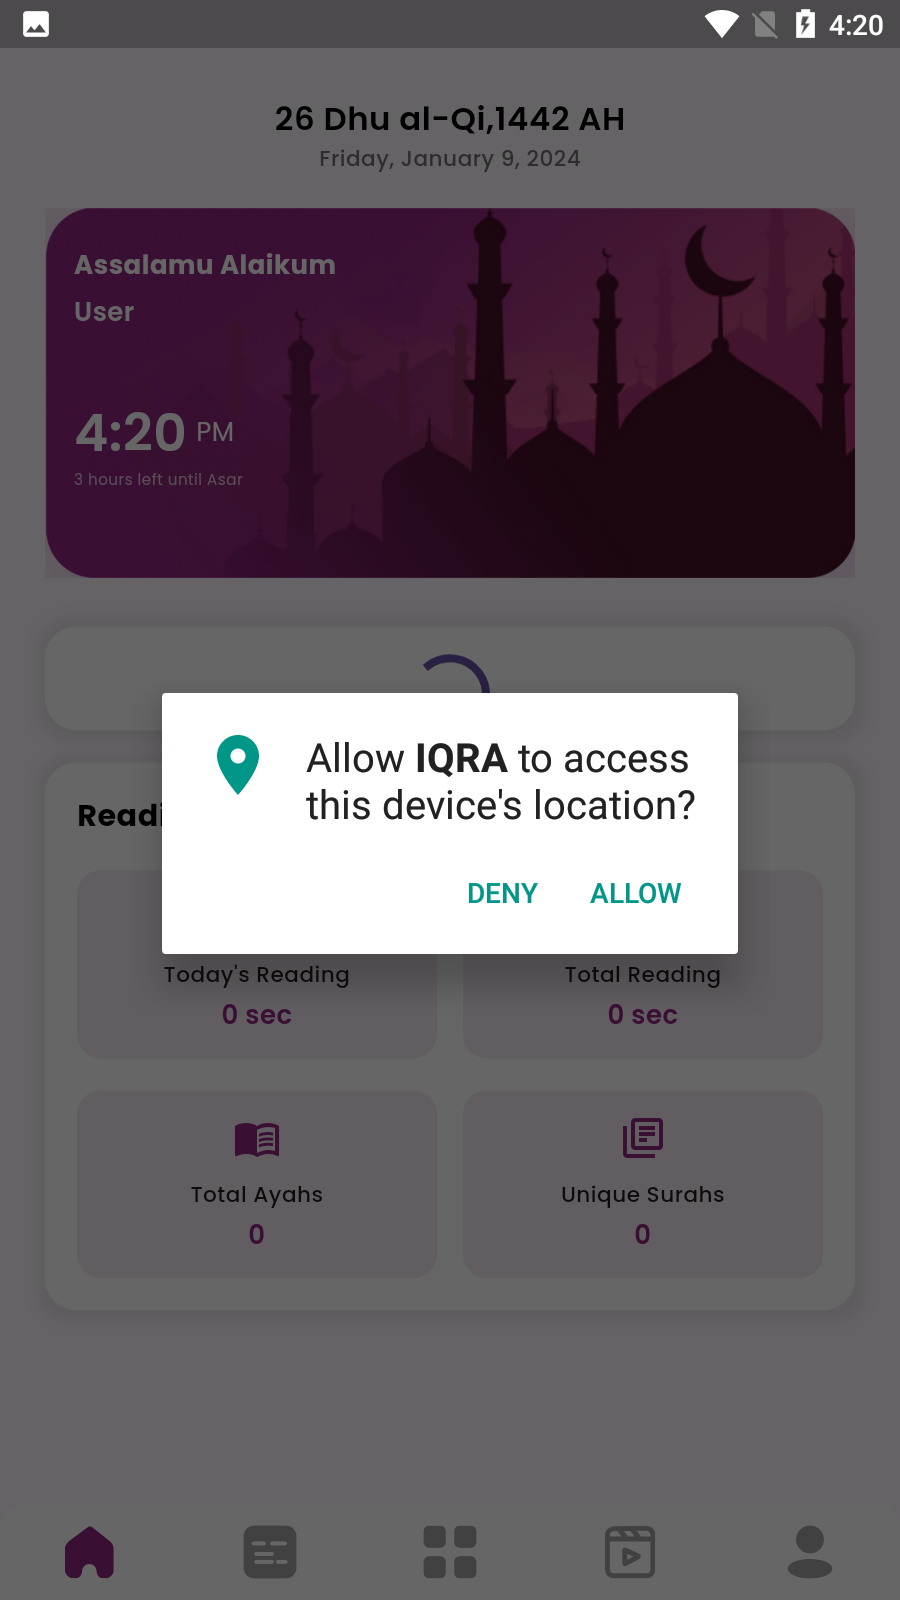 4:20
26 Dhu al-Qi,1442 AH
Friday, January 9, 2024
Assalamu Alaikum
User
4:20 PM
3 hours left until Asar
Allow IQRA to access
this device's location?
Readi
DENY ALLOW
Today's Reading
0 sec
Total Reading
0 sec
Total Ayahs
0
Unique Surahs
0